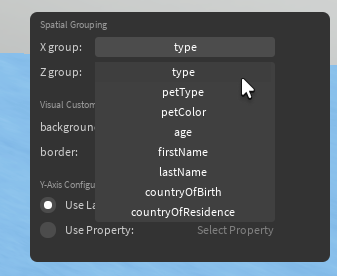 Spatial Grouping
X group: type
Z group: type
petType
Visual Custom
petColor
backgroun
age
border: firstName
lastName
Y-Axis Configu
countryOfBirth
Use La
countryOfResidence
Use Property: Select Property